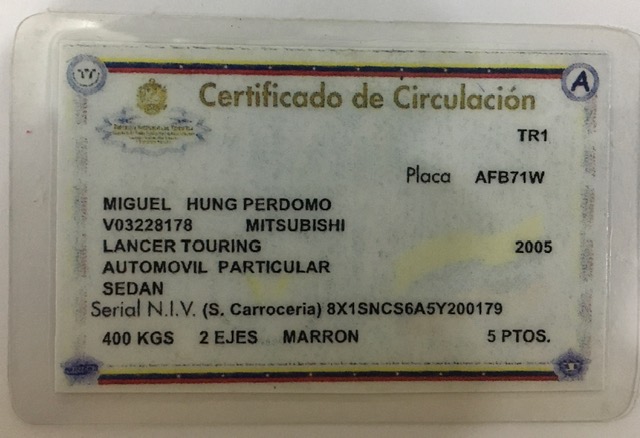 Certificado de Circulación
TR1
Placa AFB71W
MIGUEL HUNG PERDOMO
V03228178 MITSUBISHI
LANCER TOURING 2005
AUTOMOVIL PARTICULAR
SEDAN
Serial N.I.V. (S. Carroceria) 8X1SNCS6A5Y200179
400 KGS 2 EJES MARRON 5 PTOS.
A